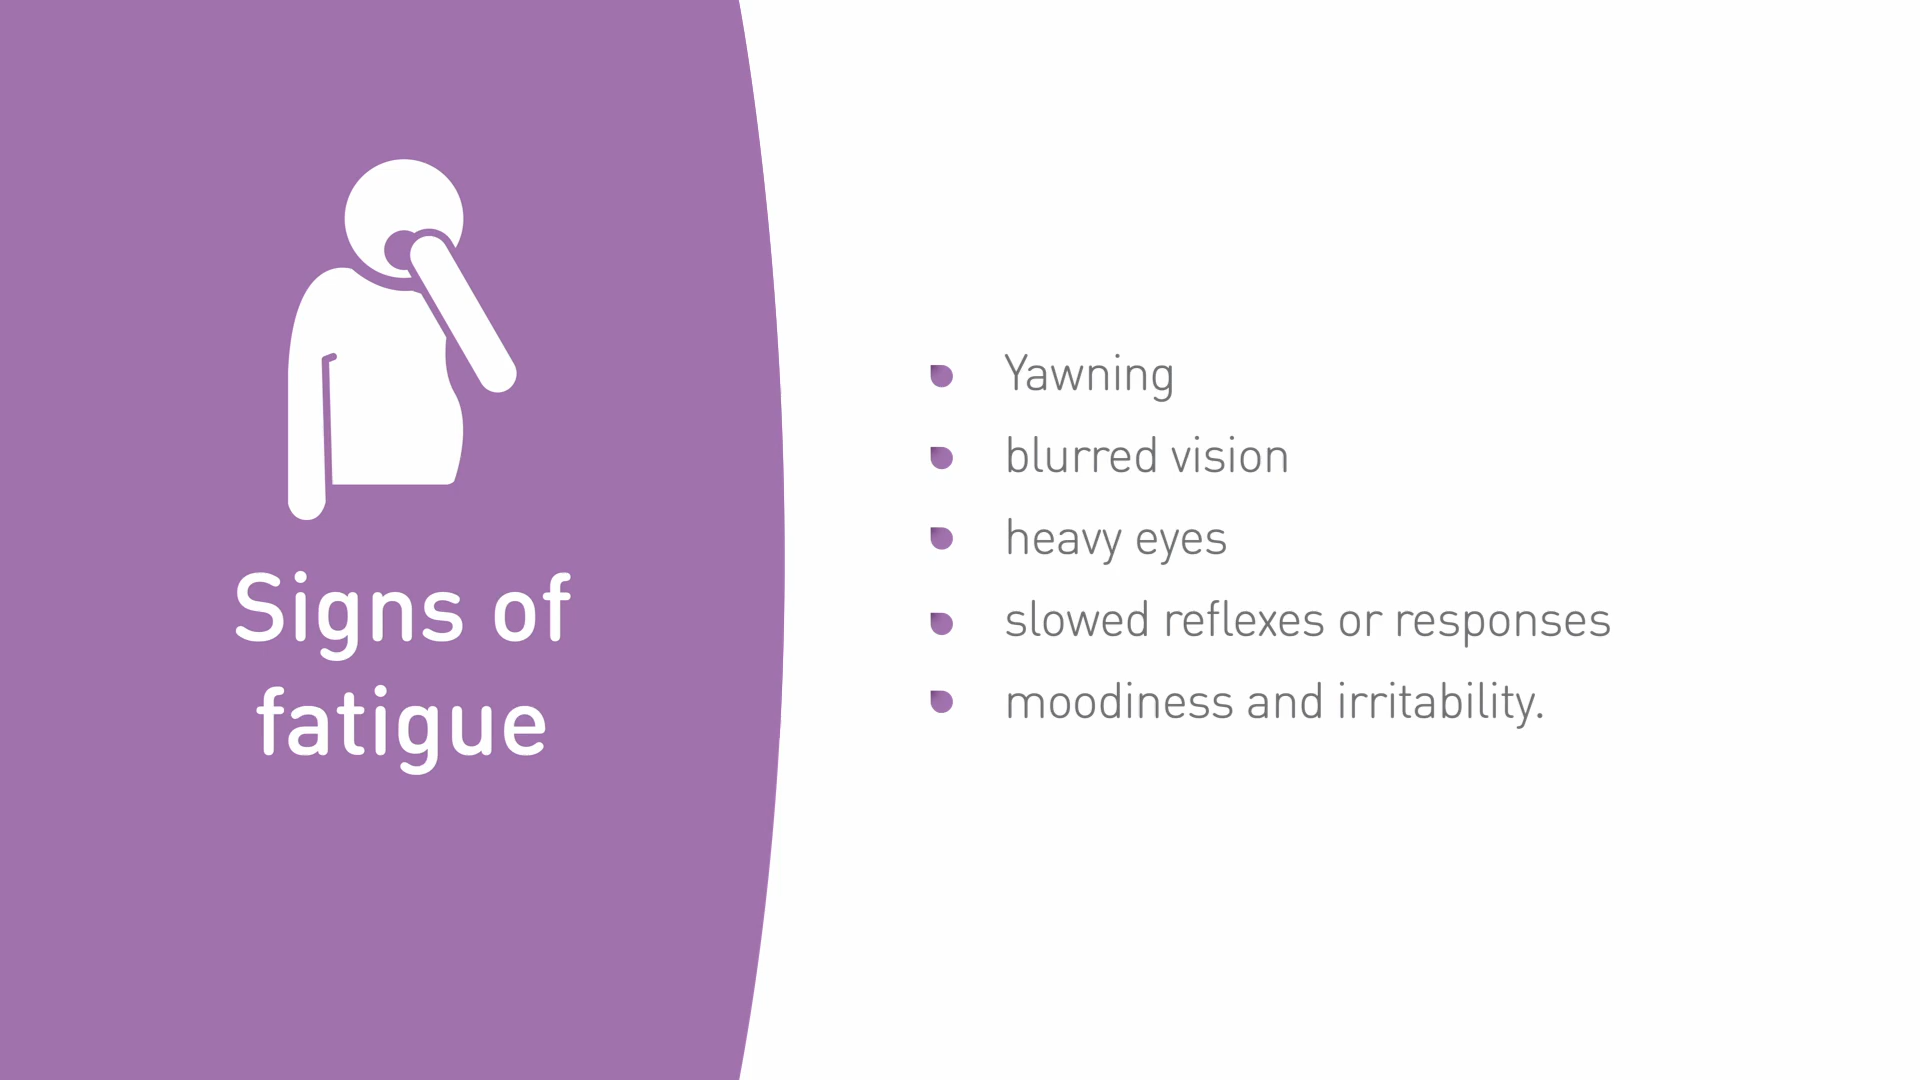 Signs of
fatigue
Yawning
blurred vision
heavy eyes
slowed reflexes or responses
moodiness and irritability.